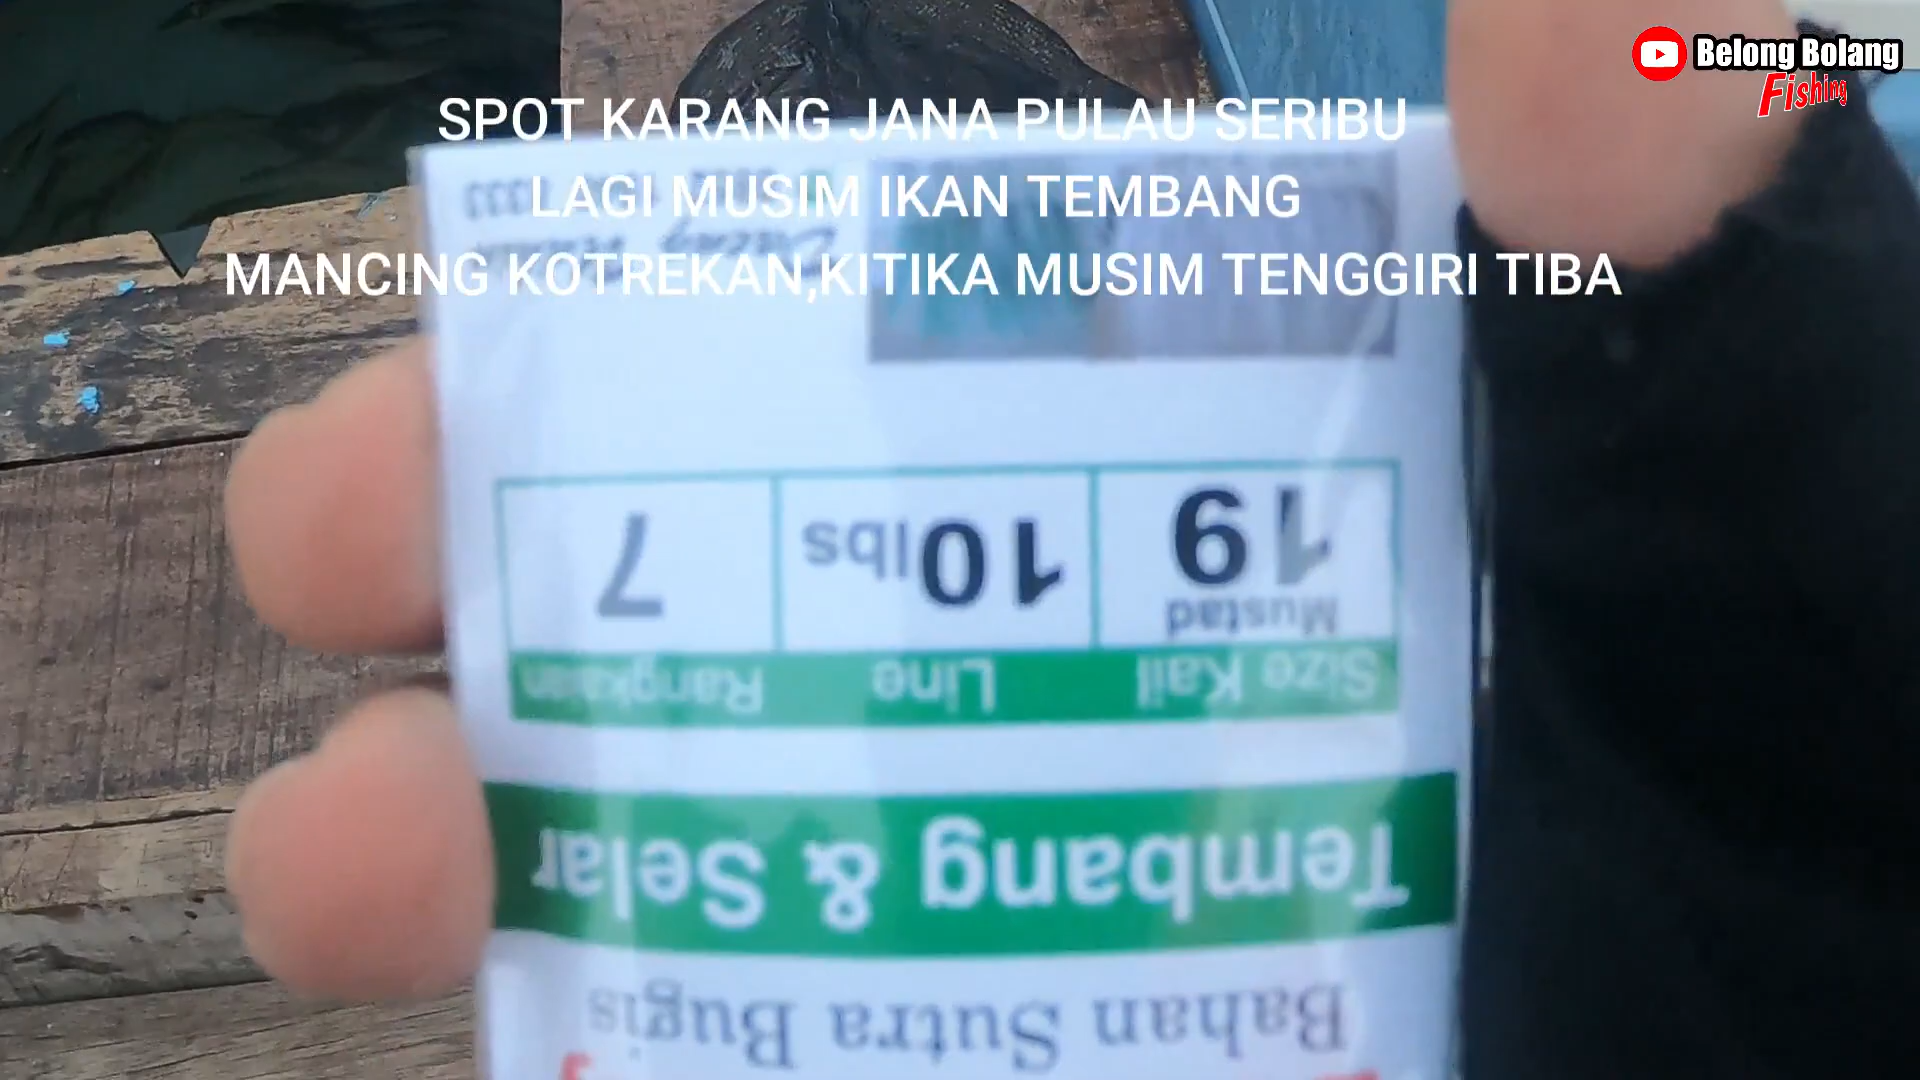 Belong Bolang
Fishing
SPOT KARANG JANA PULAU SERIBU
LAGI MUSIM IKAN TEMBANG
MANCING KOTREKAN,KITIKA MUSIM TENGGIRI TIBA
Bahan Sutra Bugis
Tembang & Selar
Size Kail Line Rangkaian
Mustad
19 10lbs 7